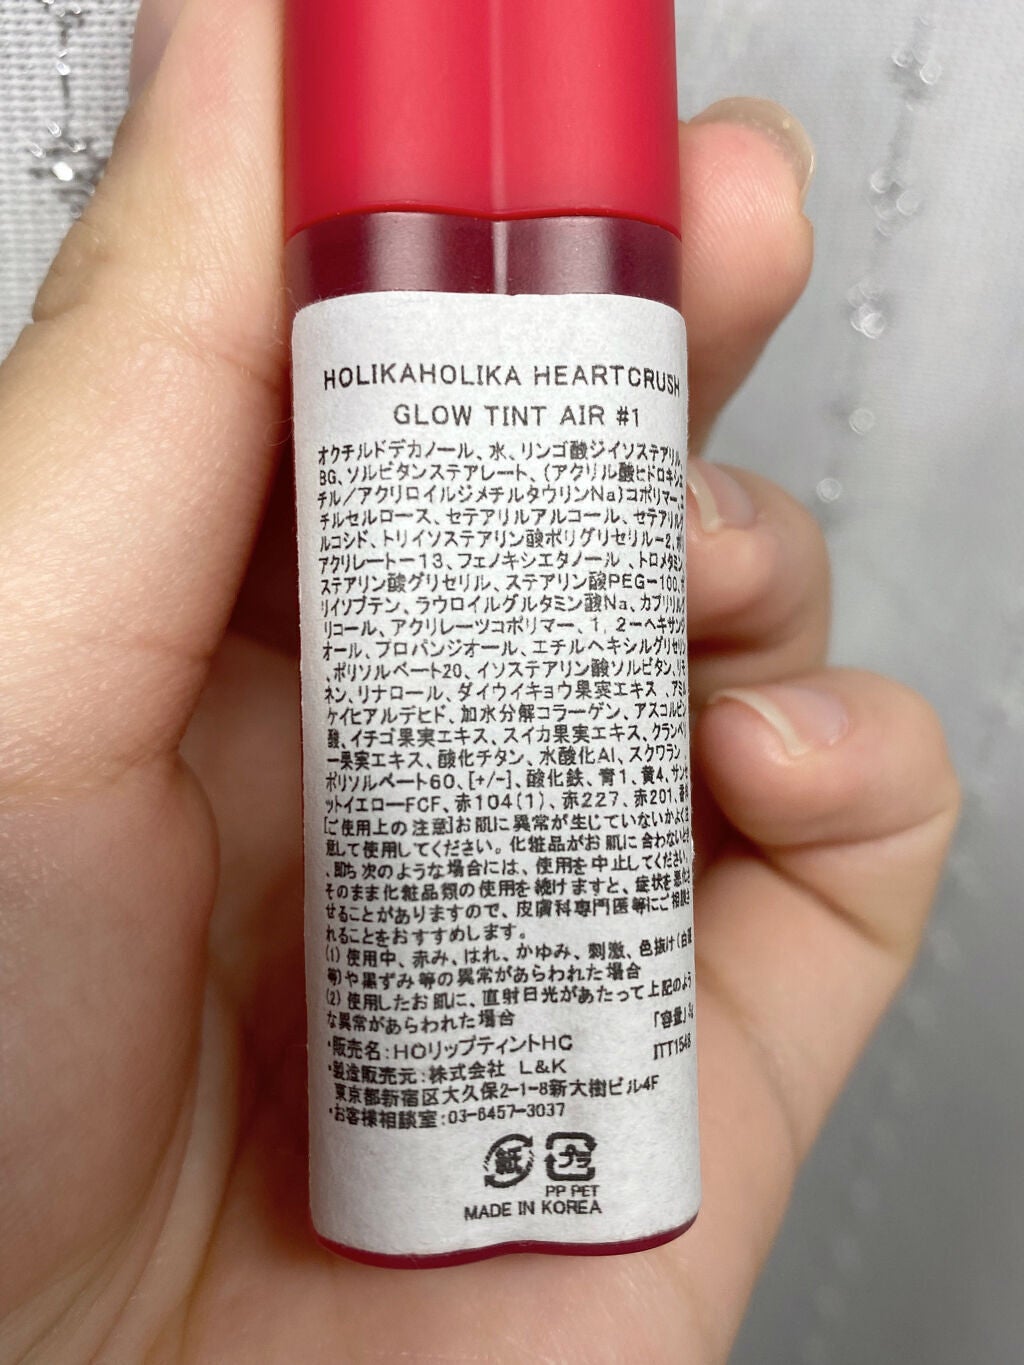 HOLIKAHOLIKA HEARTCRUSH
GLOW TINT AIR #1
オクチルドデカノール、水、リンゴ酸ジイソステアリル、
BG、ソルビタンステアレート、(アクリル酸ヒドロキシエ
チル/アクリロイルジメチルタウリンNa)コポリマー、エ
チルセルロース、セテアリルアルコール、セテアリルグ
ルコシド、トリイソステアリン酸ポリグリセリル-2、ポリ
アクリレート-13、フェノキシエタノール、トロメタミン、
ステアリン酸グリセリル、ステアリン酸PEG-100、ポ
リイソブテン、ラウロイルグルタミン酸Na、カプリリルグ
リコール、アクリレーツコポリマー、1,2-ヘキサンジ
オール、プロパンジオール、エチルヘキシルグリセリン
、ポリソルベート20、イソステアリン酸ソルビタン、リモ
ネン、リナロール、ダイウイキョウ果実エキス、アミル
ケイヒアルデヒド、加水分解コラーゲン、アスコルビン
酸、イチゴ果実エキス、スイカ果実エキス、クランベリ
ー果実エキス、酸化チタン、水酸化Al、スクワラン、
ポリソルベート60、[+/-]、酸化鉄、青1、黄4、サンセ
ットイエローFCF、赤104(1)、赤227、赤201、香料
[ご使用上の注意]お肌に異常が生じていないかよく注
意して使用してください。化粧品がお肌に合わないとき
、即ち次のような場合には、使用を中止してください。
そのまま化粧品類の使用を続けますと、症状を悪化さ
せることがありますので、皮膚科専門医等にご相談さ
れることをおすすめします。
(1)使用中、赤み、はれ、かゆみ、刺激、色抜け(白斑
等)や黒ずみ等の異常があらわれた場合
(2)使用したお肌に、直射日光があたって上記のよう
な異常があらわれた場合 「容量」3g
・販売名:HOリップティントHC ITT1548
・製造販売元:株式会社 L&K
東京都新宿区大久保2-1-8新大樹ビル4F
・お客様相談室:03-6457-3037
紙 プラ
PP PET
MADE IN KOREA